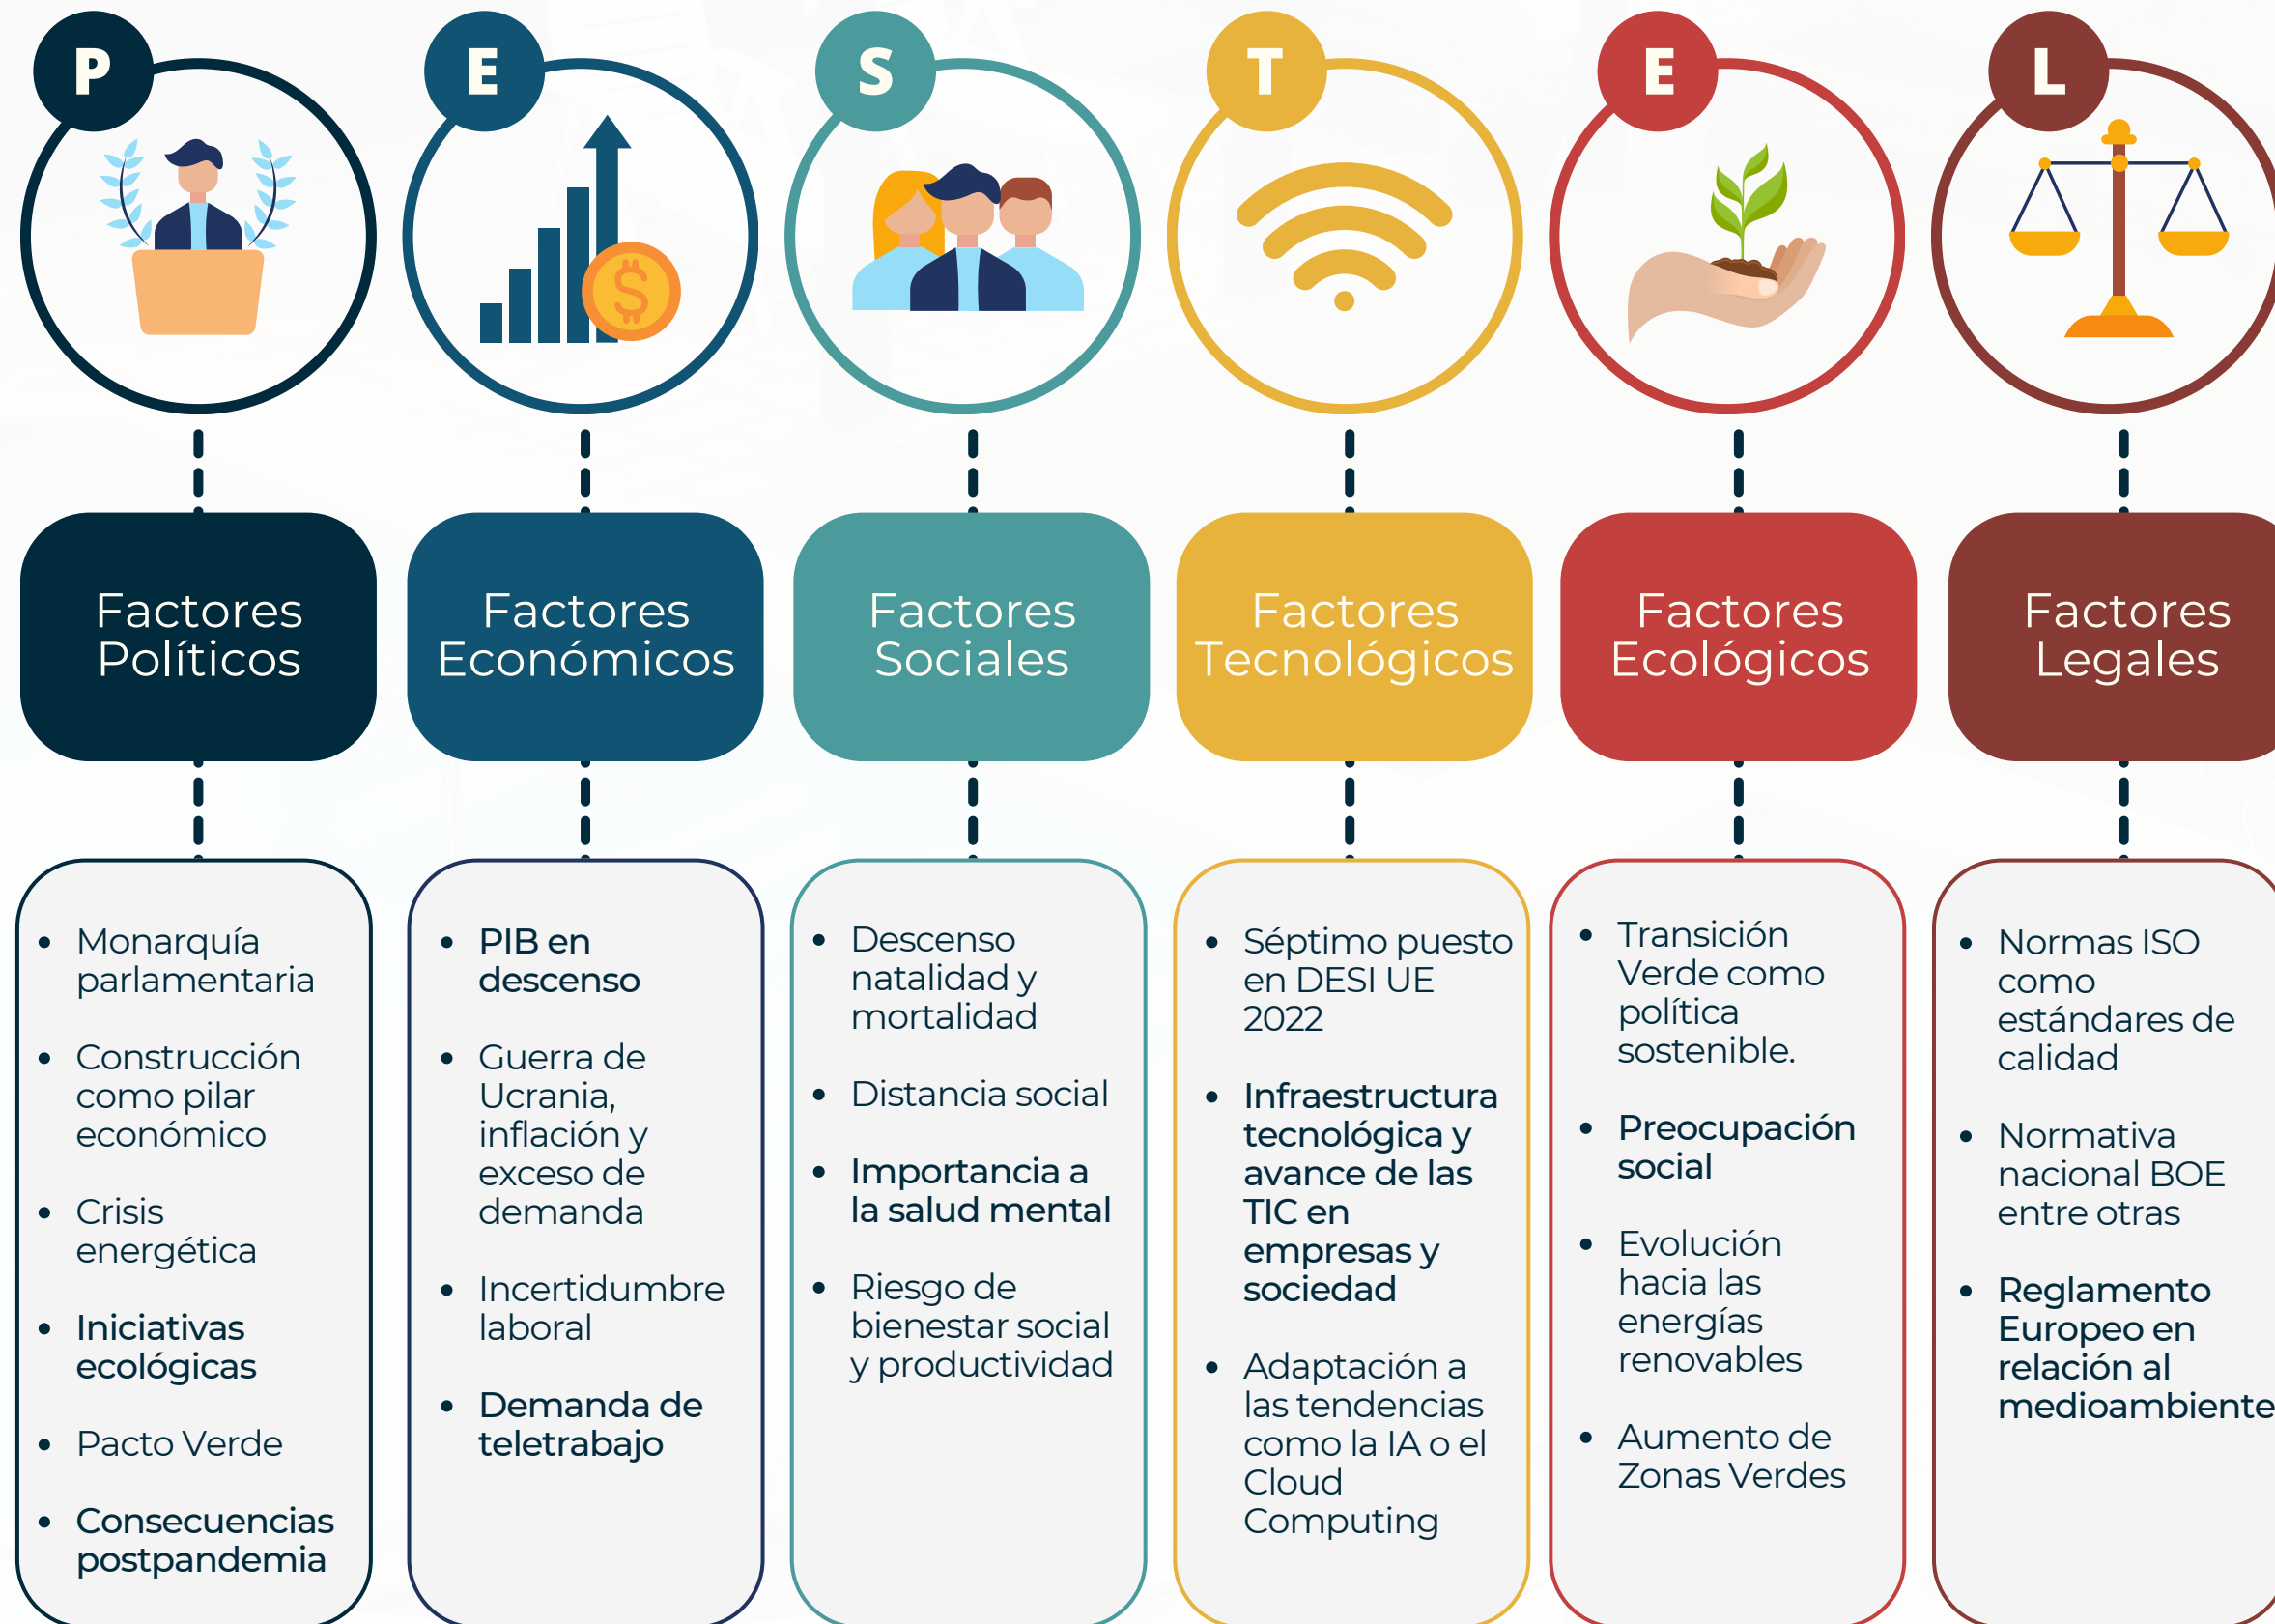 P
E
S
T
E
L
$
Factores
Políticos
Factores
Económicos
Factores
Sociales
Factores
Tecnológicos
Factores
Ecológicos
Factores
Legales
• Monarquía
parlamentaria
• Construcción
como pilar
económico
• Crisis
energética
• Iniciativas
ecológicas
• Pacto Verde
• Consecuencias
postpandemia
• PIB en
descenso
• Guerra de
Ucrania,
inflación y
exceso de
demanda
• Incertidumbre
laboral
• Demanda de
teletrabajo
• Descenso
natalidad y
mortalidad
• Distancia social
• Importancia a
la salud mental
• Riesgo de
bienestar social
y productividad
• Séptimo puesto
en DESI UE
2022
• Infraestructura
tecnológica y
avance de las
TIC en
empresas y
sociedad
• Adaptación a
las tendencias
como la IA o el
Cloud
Computing
• Transición
Verde como
política
sostenible.
• Preocupación
social
• Evolución
hacia las
energías
renovables
• Aumento de
Zonas Verdes
• Normas ISO
como
estándares de
calidad
• Normativa
nacional BOE
entre otras
• Reglamento
Europeo en
relación al
medioambiente